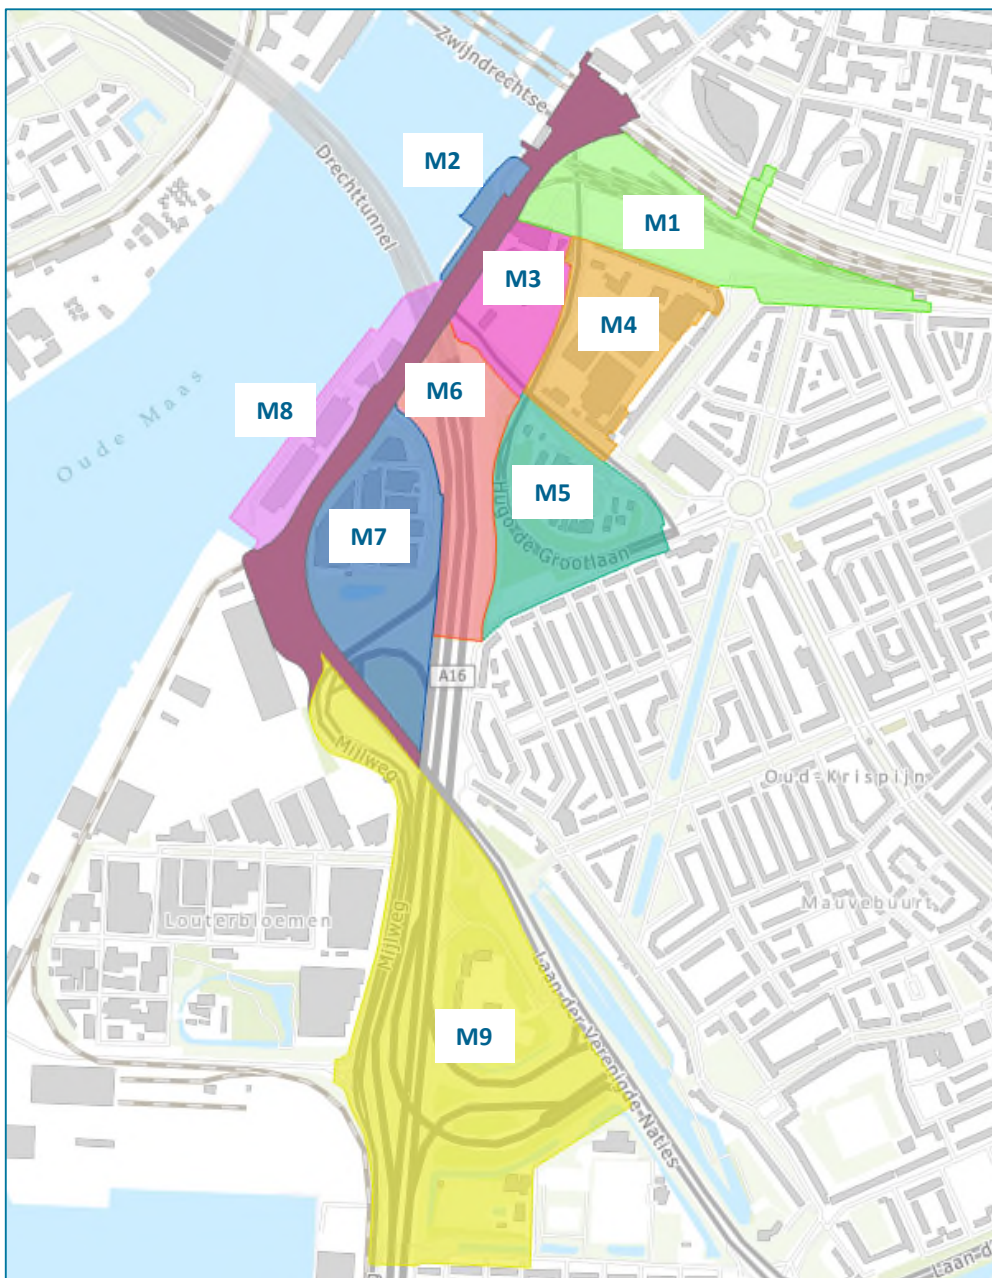 Zwijndrechtse
M2
Drechttunnel
M1
M3
M4
M6
M8
Oude Maas
M5
M7
Hugo de Grootlaan
A16
Mijlweg
Oud-Krispijn
Mauvebuurt
Louterbloemen
Mijlweg
Laan der Verenigde Naties
M9
Laan d